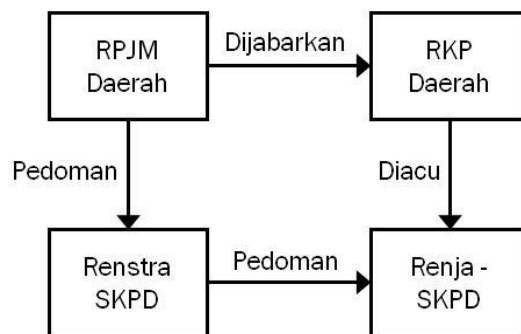 RPJM
Daerah
Dijabarkan
RKP
Daerah
Pedoman
Diacu
Renstra
SKPD
Pedoman
Renja -
SKPD